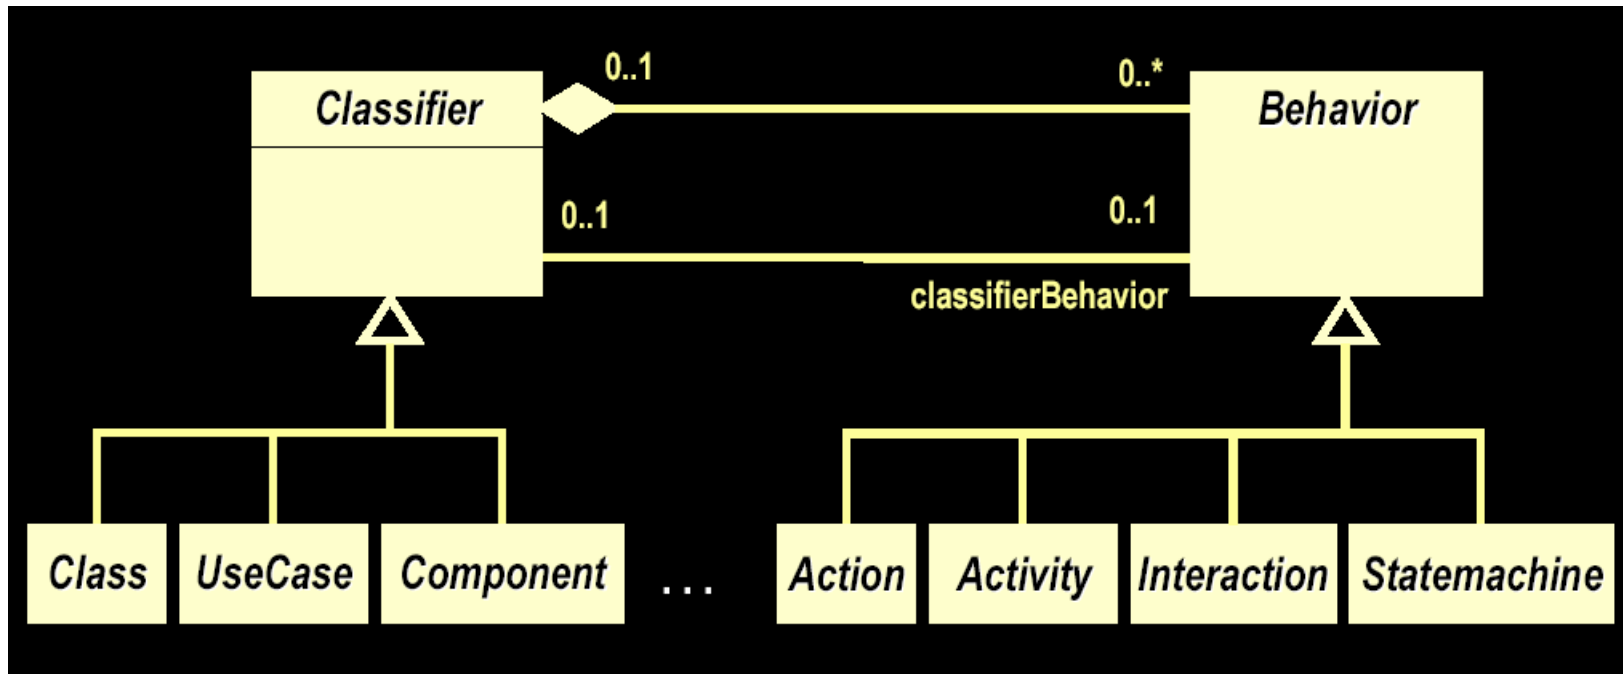 0..1
0..*
Classifier
Behavior
0..1
0..1
classifierBehavior
Class
UseCase
Component
...
Action
Activity
Interaction
Statemachine